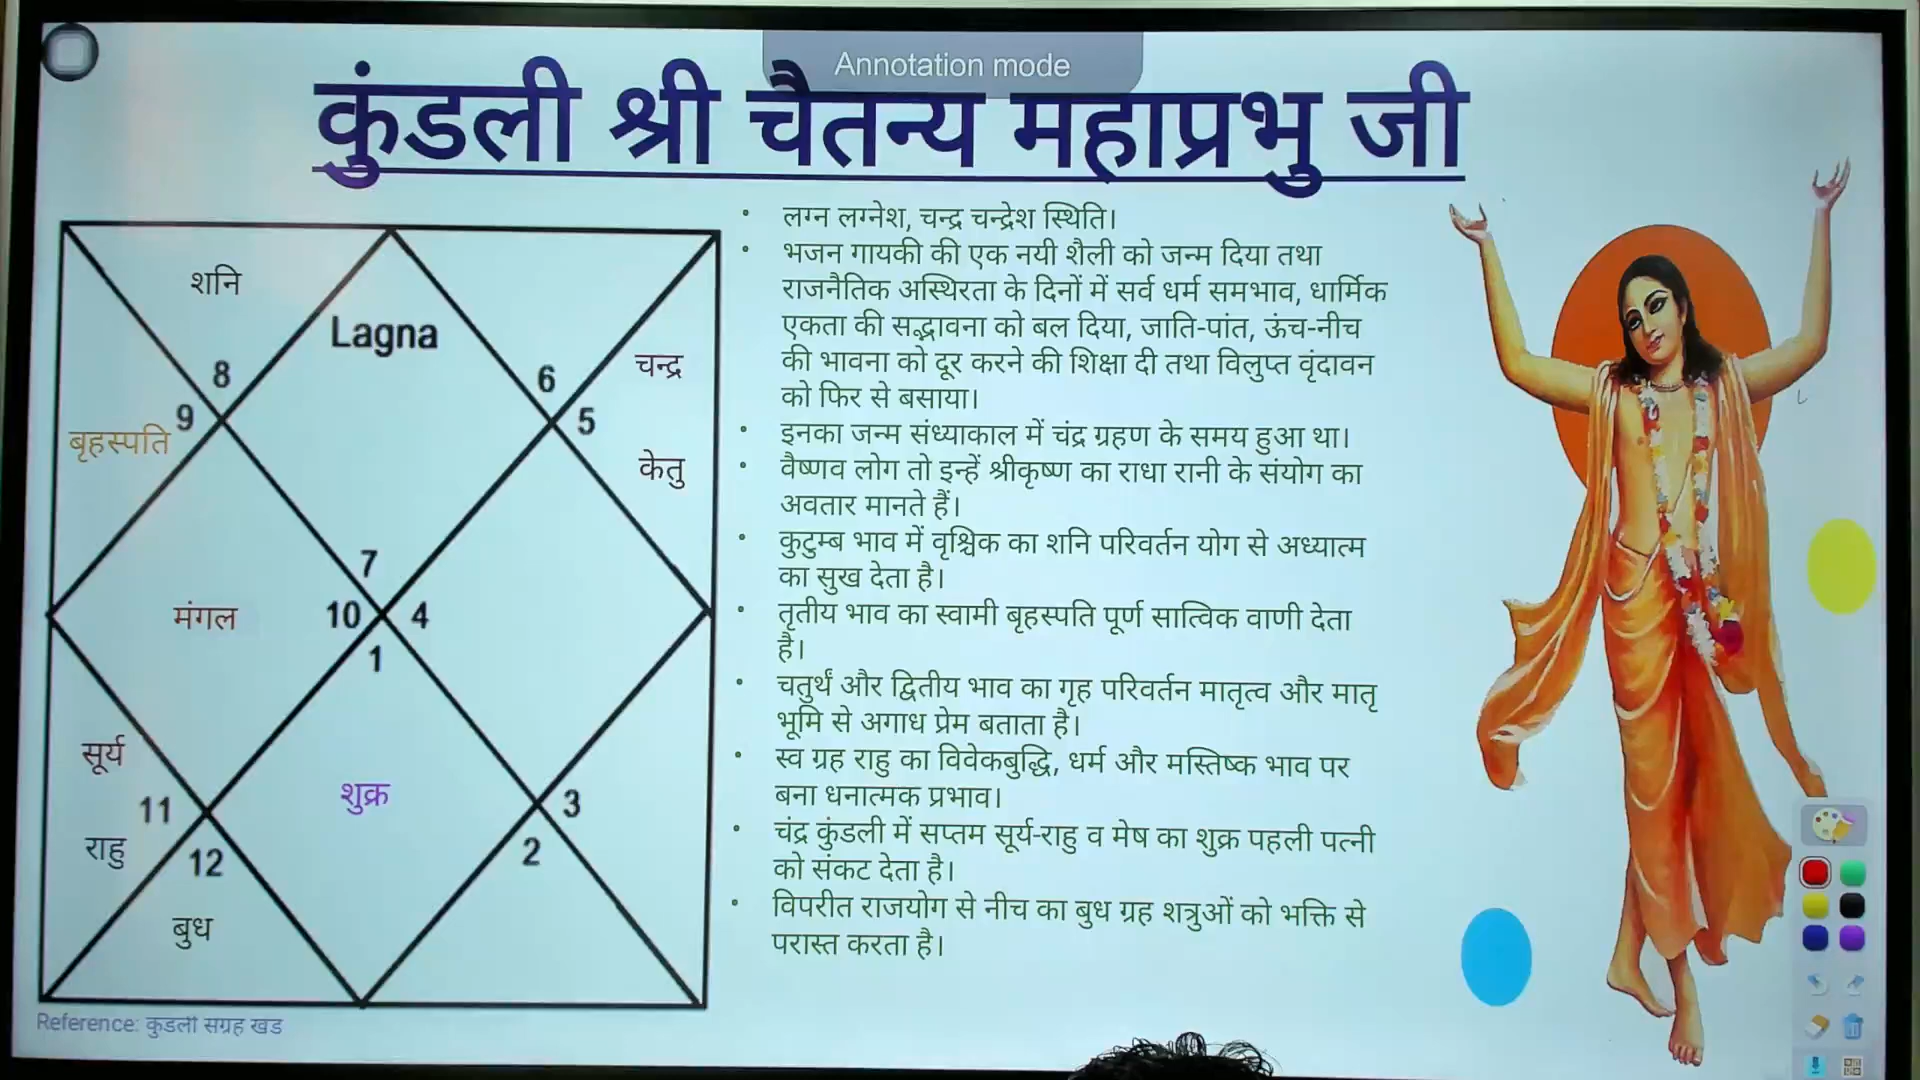 Annotation mode
कुंडली श्री चैतन्य महाप्रभु जी
शनि
Lagna
8
6
चन्द्र
9
5
बृहस्पति
केतु
7
मंगल
10
4
1
सूर्य
शुक्र
11
3
राहु
12
2
बुध
Reference: कुंडली संग्रह खंड
• लग्न लग्नेश, चन्द्र चन्द्रेश स्थिति।
• भजन गायकी की एक नयी शैली को जन्म दिया तथा
राजनैतिक अस्थिरता के दिनों में सर्व धर्म समभाव, धार्मिक
एकता की सद्भावना को बल दिया, जाति-पांत, ऊंच-नीच
की भावना को दूर करने की शिक्षा दी तथा विलुप्त वृंदावन
को फिर से बसाया।
• इनका जन्म संध्याकाल में चंद्र ग्रहण के समय हुआ था।
• वैष्णव लोग तो इन्हें श्रीकृष्ण का राधा रानी के संयोग का
अवतार मानते हैं।
• कुटुम्ब भाव में वृश्चिक का शनि परिवर्तन योग से अध्यात्म
का सुख देता है।
• तृतीय भाव का स्वामी बृहस्पति पूर्ण सात्विक वाणी देता
है।
• चतुर्थ और द्वितीय भाव का गृह परिवर्तन मातृत्व और मातृ
भूमि से अगाध प्रेम बताता है।
• स्व ग्रह राहु का विवेकबुद्धि, धर्म और मस्तिष्क भाव पर
बना धनात्मक प्रभाव।
• चंद्र कुंडली में सप्तम सूर्य-राहु व मेष का शुक्र पहली पत्नी
को संकट देता है।
• विपरीत राजयोग से नीच का बुध ग्रह शत्रुओं को भक्ति से
परास्त करता है।